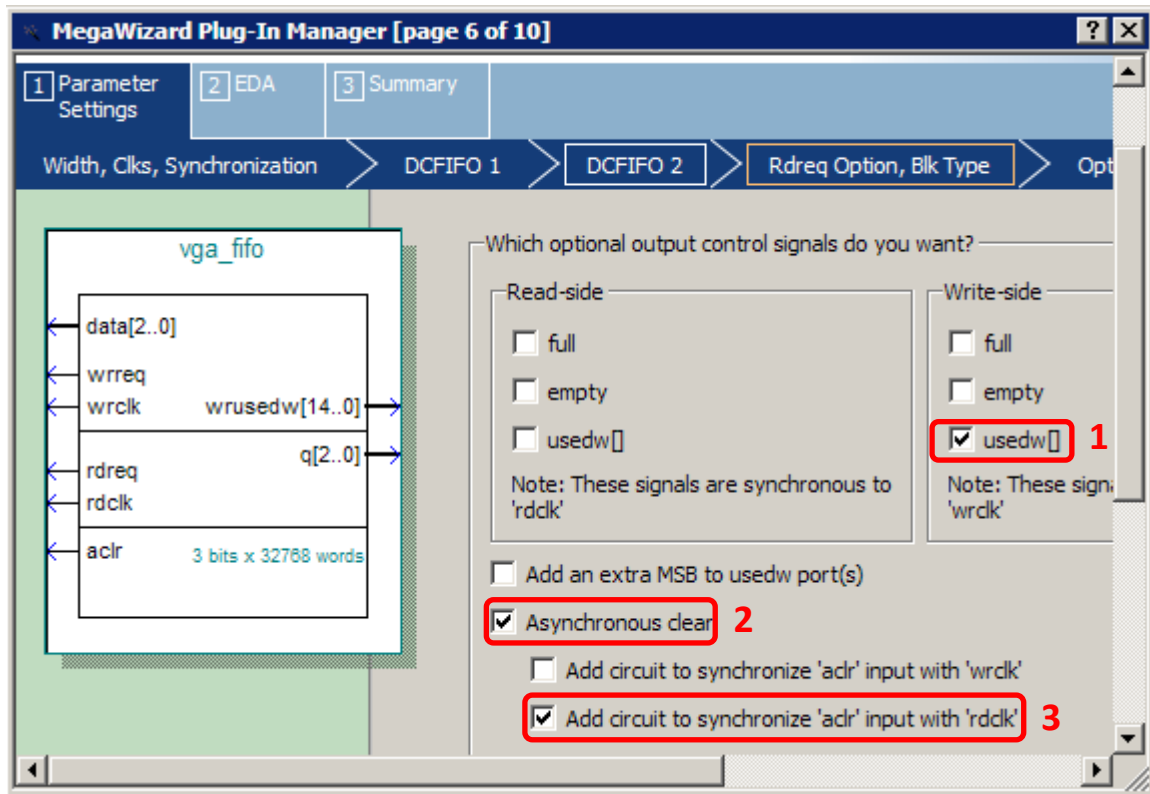 MegaWizard Plug-In Manager [page 6 of 10]
? X
1 Parameter Settings
2 EDA
3 Summary
Width, Clks, Synchronization
DCFIFO 1
DCFIFO 2
Rdreq Option, Blk Type
Opt
vga_fifo
data[2..0]
wrreq
wrclk wrusedw[14..0]
q[2..0]
rdreq
rdclk
aclr 3 bits x 32768 words
Which optional output control signals do you want?
Read-side
full
empty
usedw[]
Note: These signals are synchronous to
'rdclk'
Write-side
full
empty
usedw[] 1
Note: These sign
'wrclk'
Add an extra MSB to usedw port(s)
Asynchronous clear 2
Add circuit to synchronize 'aclr' input with 'wrclk'
Add circuit to synchronize 'aclr' input with 'rdclk' 3